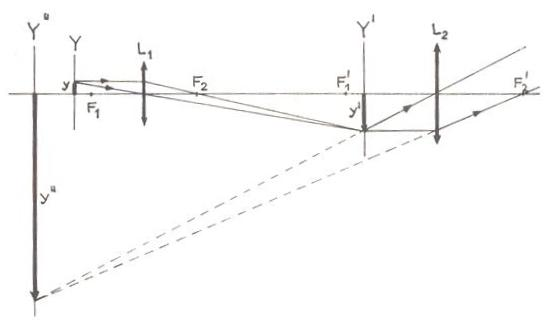 Y" Y L₁ Y' L₂
y F₁ F₂ F₁' y' F₂'
y"